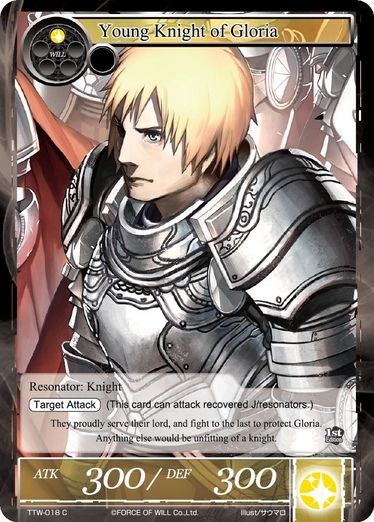 Young Knight of Gloria
WILL
Resonator: Knight
Target Attack (This card can attack recovered J/resonators.)
They proudly serve their lord, and fight to the last to protect Gloria.
Anything else would be unfitting of a knight.
1st
Edition
ATK 300 / DEF 300
TTW-018 C ©FORCE OF WILL Co.,Ltd. Illust/サウマロ